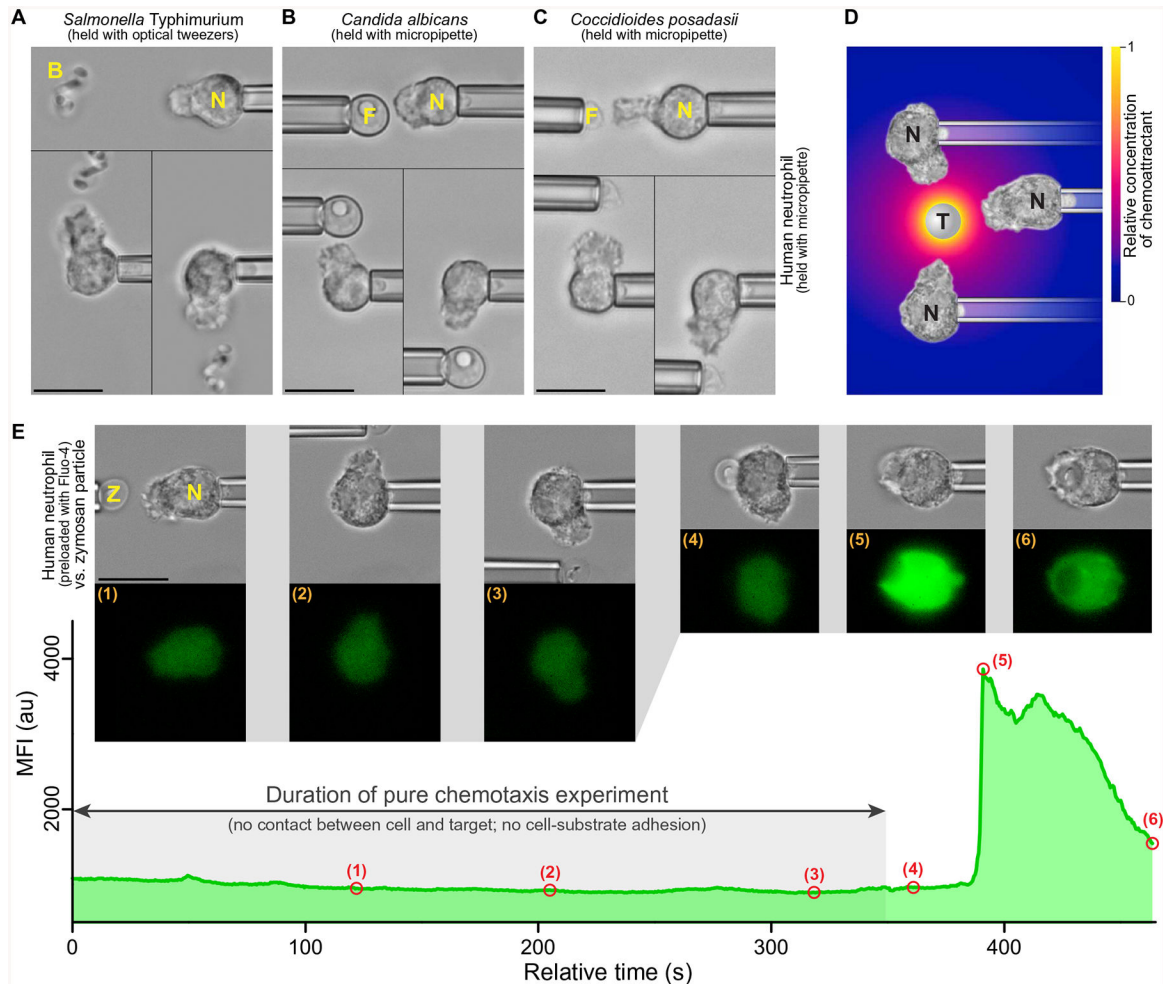 A
Salmonella Typhimurium
(held with optical tweezers)
B
N
B
Candida albicans
(held with micropipette)
F
N
C
Coccidioides posadasii
(held with micropipette)
F
N
Human neutrophil
(held with micropipette)
D
N
N
T
N
1
0
Relative concentration
of chemoattractant
E
Human neutrophil
(preloaded with Fluo-4)
vs. zymosan particle
Z
N
(1)
(2)
(3)
(4)
(5)
(6)
MFI (au)
4000
2000
Duration of pure chemotaxis experiment
(no contact between cell and target; no cell-substrate adhesion)
(1)
(2)
(3)
(4)
(5)
(6)
0
100
200
300
400
Relative time (s)